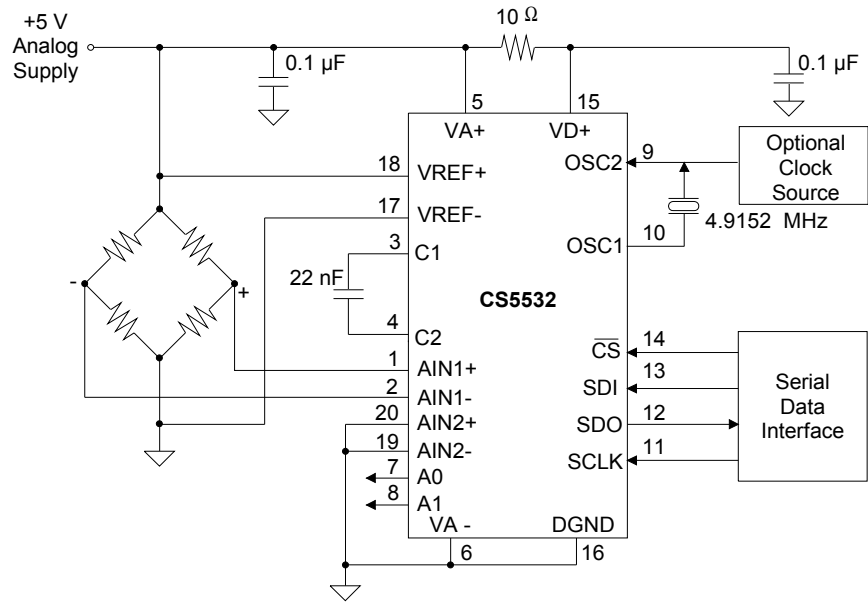 +5 V
Analog
Supply
10 Ω
0.1 µF
0.1 µF
5
15
VA+
VD+
18
VREF+
17
VREF-
3
C1
22 nF
4
C2
1
AIN1+
2
AIN1-
20
AIN2+
19
AIN2-
7
A0
8
A1
VA -
6
DGND
16
CS5532
OSC2
9
Optional
Clock
Source
4.9152 MHz
OSC1
10
CS
14
SDI
13
SDO
12
SCLK
11
Serial
Data
Interface
-
+